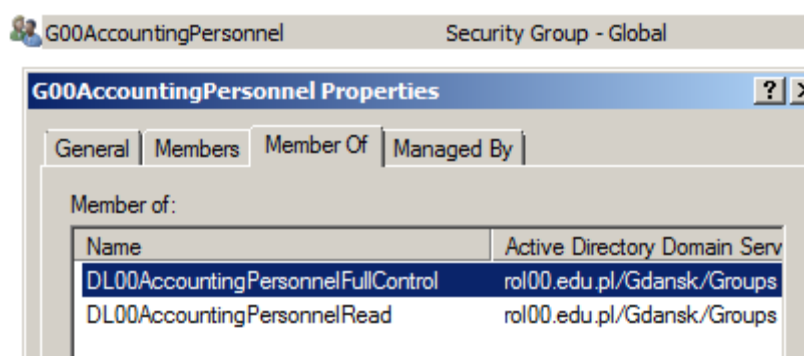 G00AccountingPersonnel Security Group - Global
G00AccountingPersonnel Properties ?
General Members Member Of Managed By
Member of:
Name Active Directory Domain Serv
DL00AccountingPersonnelFullControl rol00.edu.pl/Gdansk/Groups
DL00AccountingPersonnelRead rol00.edu.pl/Gdansk/Groups